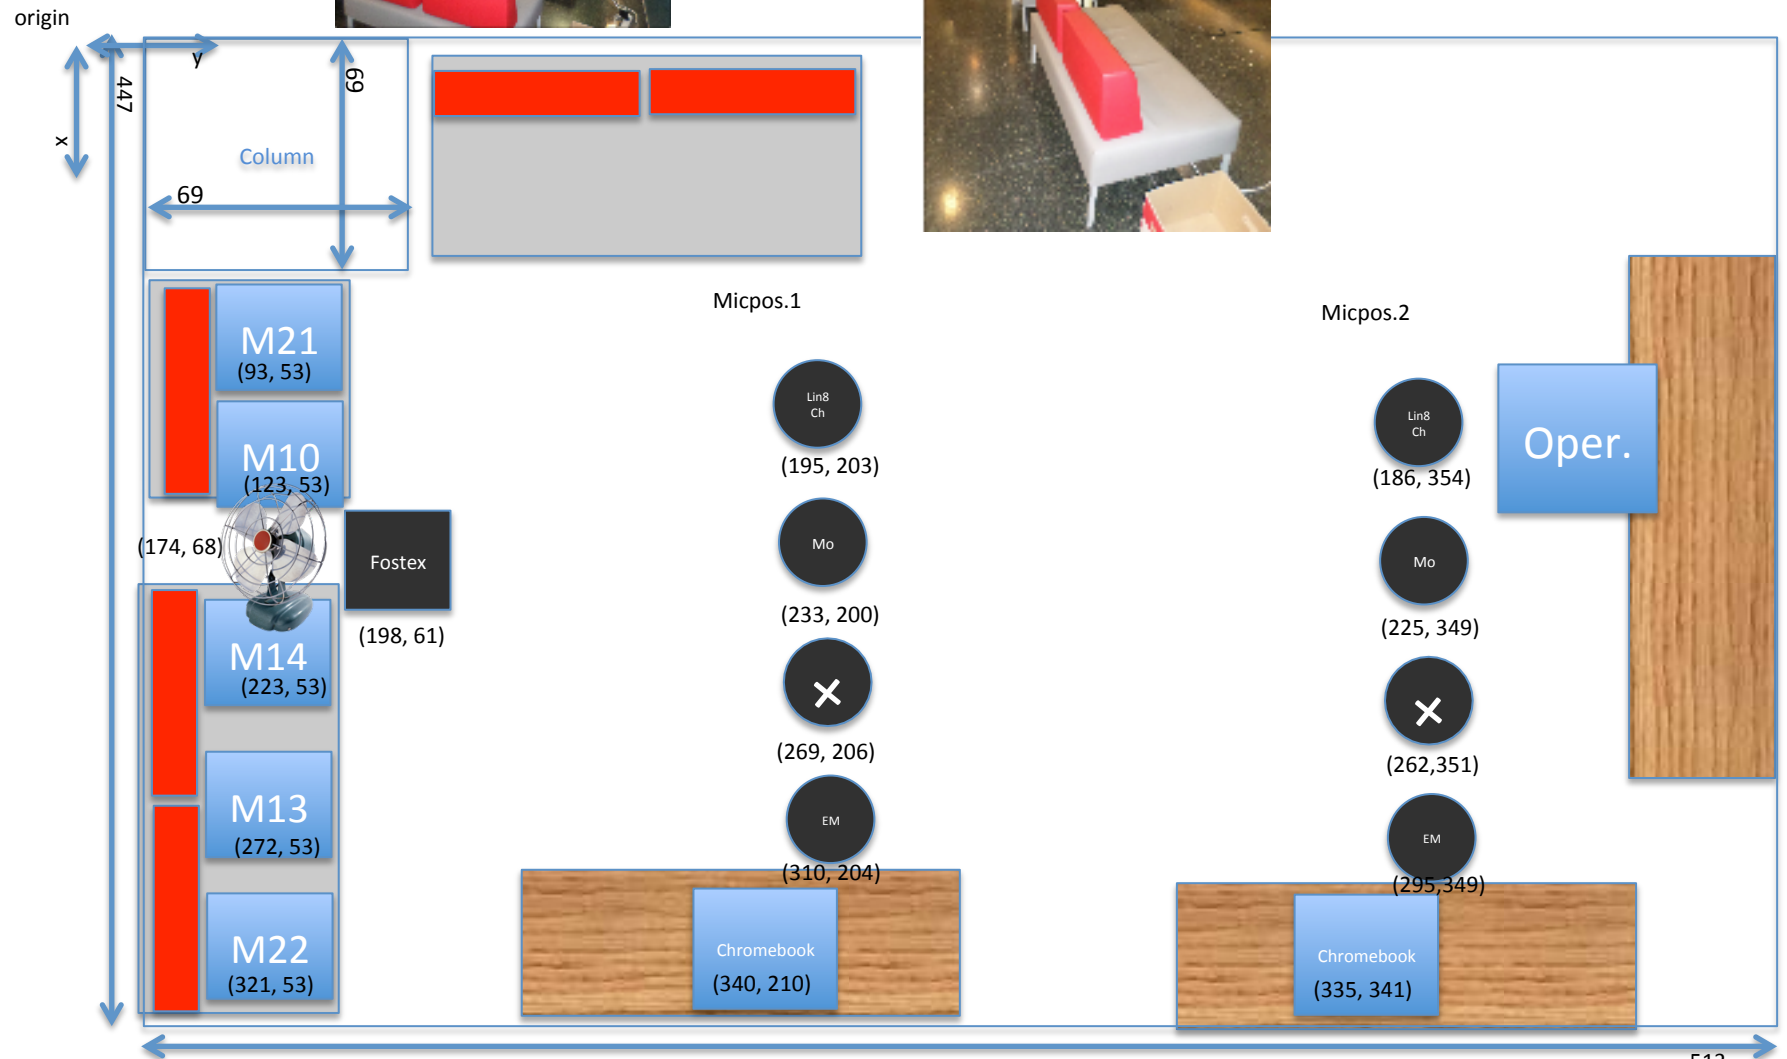 origin
y
447
x
69
Column
69
Micpos.1
Micpos.2
M21
(93, 53)
M10
(123, 53)
(174, 68)
Fostex
(198, 61)
M14
(223, 53)
M13
(272, 53)
M22
(321, 53)
Lin8
Ch
(195, 203)
Mo
(233, 200)
(269, 206)
EM
(310, 204)
Chromebook
(340, 210)
Lin8
Ch
(186, 354)
Oper.
Mo
(225, 349)
(262,351)
EM
(295,349)
Chromebook
(335, 341)